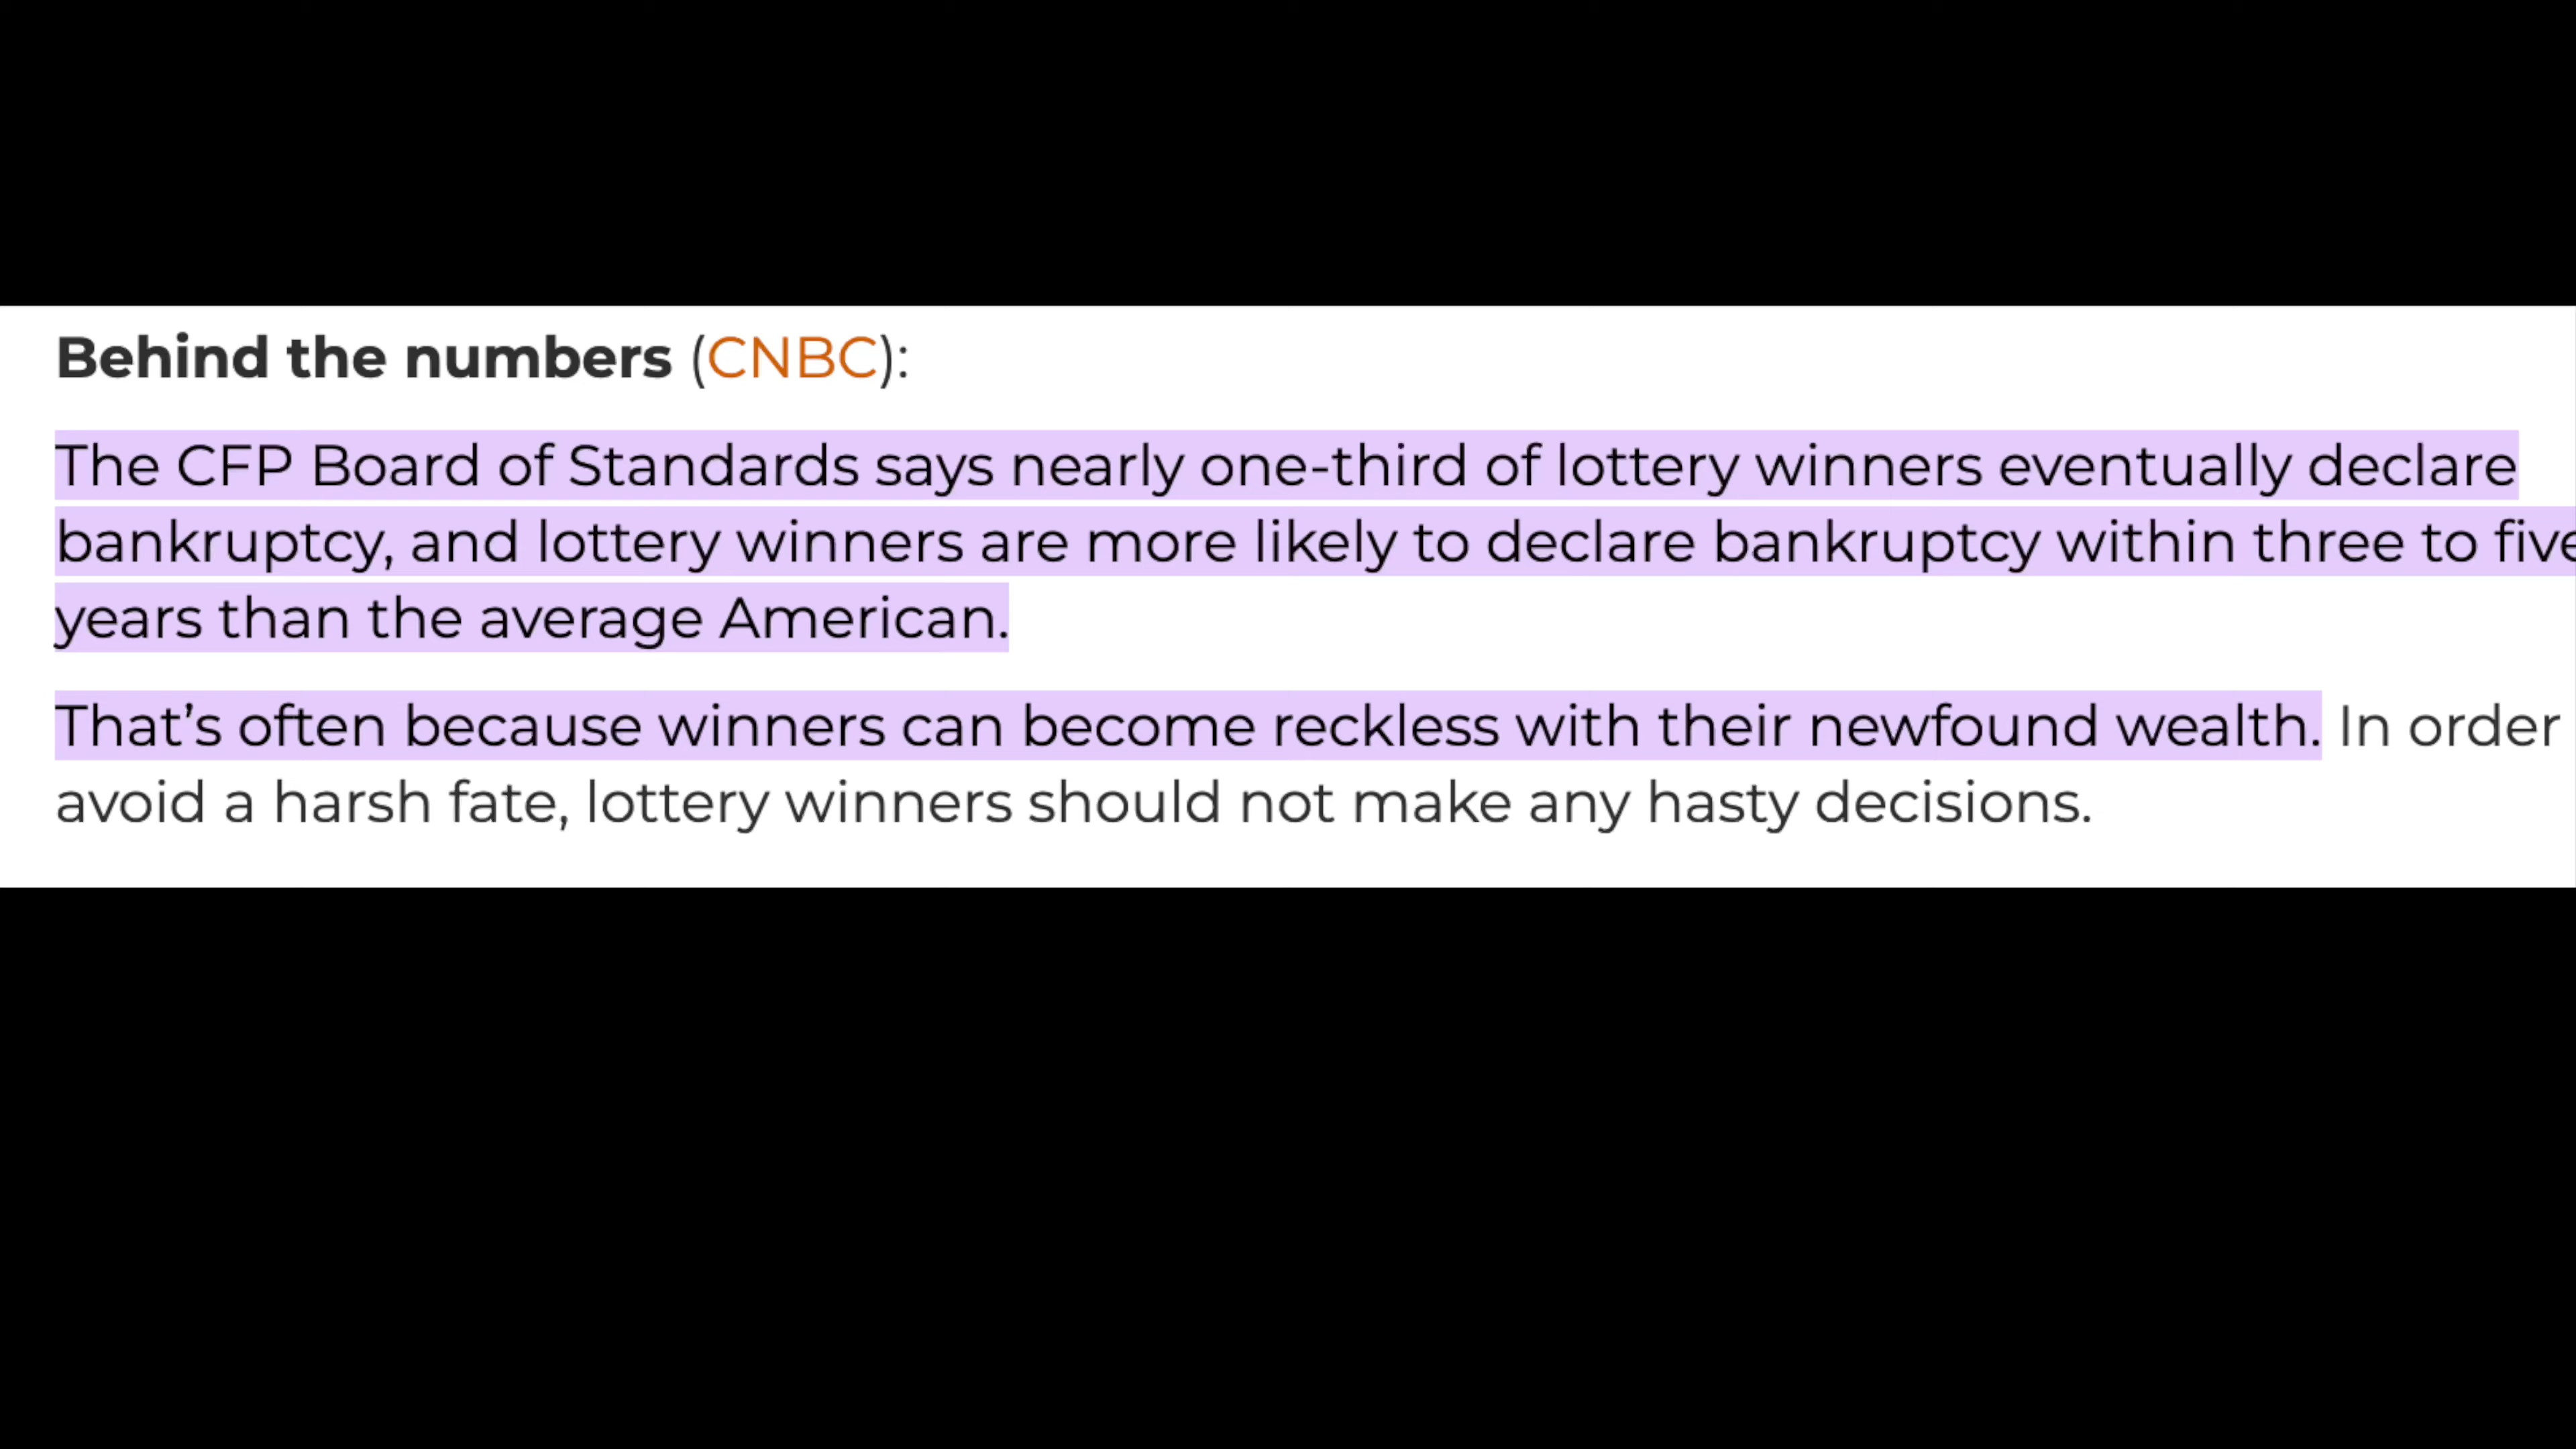 Behind the numbers (CNBC):
The CFP Board of Standards says nearly one-third of lottery winners eventually declare
bankruptcy, and lottery winners are more likely to declare bankruptcy within three to five
years than the average American.
That’s often because winners can become reckless with their newfound wealth. In order
avoid a harsh fate, lottery winners should not make any hasty decisions.